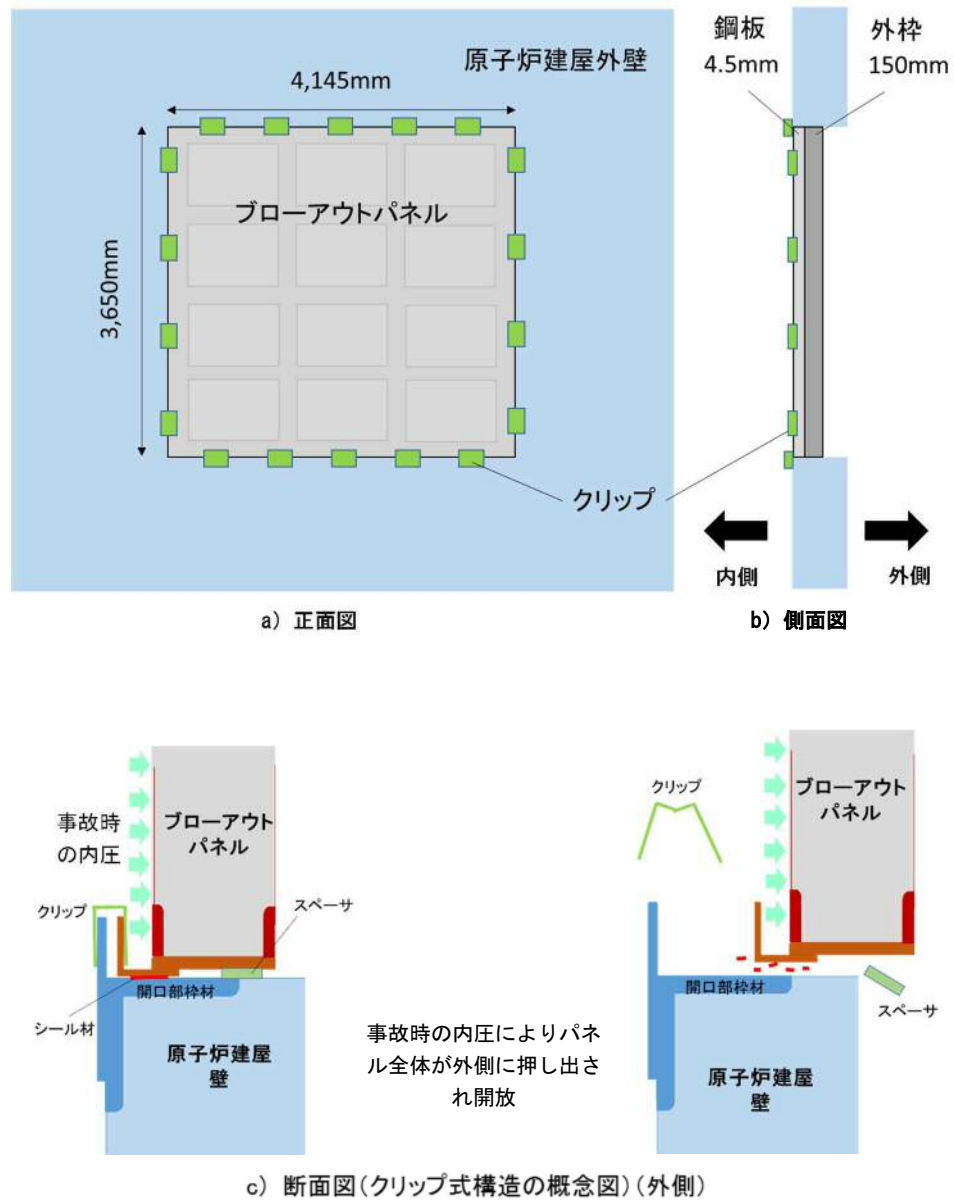 原子炉建屋外壁
4,145mm
ブローアウトパネル
3,650mm
クリップ
a) 正面図
鋼板
4.5mm
外枠
150mm
内側
外側
b) 側面図
事故時
の内圧
ブローアウト
パネル
クリップ
スペーサ
開口部枠材
シール材
原子炉建屋
壁
事故時の内圧によりパネ
ル全体が外側に押し出さ
れ開放
クリップ
ブローアウト
パネル
開口部枠材
スペーサ
原子炉建屋
壁
c) 断面図(クリップ式構造の概念図)(外側)